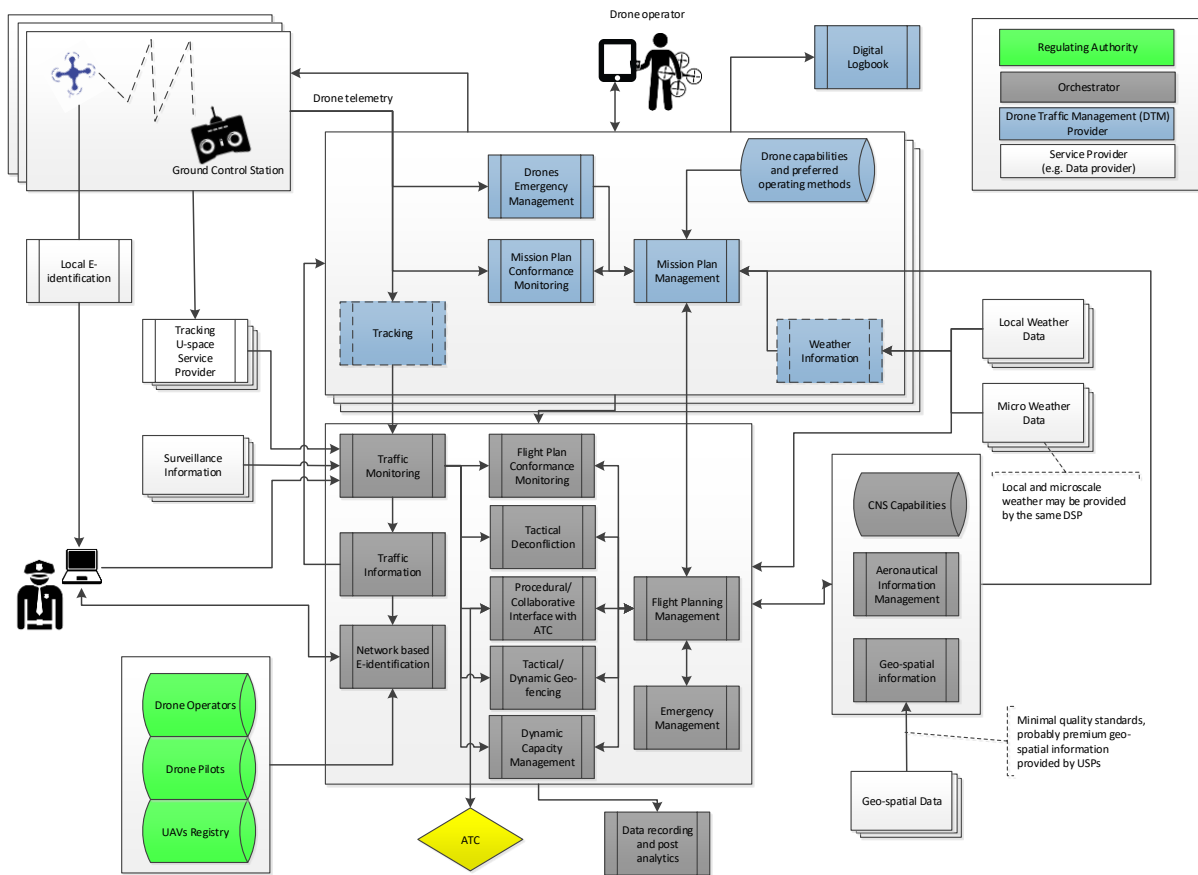 Drone operator
Digital
Logbook
Regulating Authority
Orchestrator
Drone Traffic Management (DTM)
Provider
Service Provider
(e.g. Data provider)
Drone telemetry
Ground Control Station
Drones
Emergency
Management
Drone capabilities
and preferred
operating methods
Local E-
identification
Mission Plan
Conformance
Monitoring
Mission Plan
Management
Tracking
U-space
Service
Provider
Tracking
Weather
Information
Local Weather
Data
Micro Weather
Data
Surveillance
Information
Traffic
Monitoring
Flight Plan
Conformance
Monitoring
Local and microscale
weather may be provided
by the same DSP
CNS Capabilities
Tactical
Deconfliction
Traffic
Information
Aeronautical
Information
Management
Procedural/
Collaborative
Interface with
ATC
Flight Planning
Management
Network based
E-identification
Tactical/
Dynamic Geo-
fencing
Geo-spatial
information
Emergency
Management
Drone Operators
Dynamic
Capacity
Management
Minimal quality standards,
probably premium geo-
spatial information
provided by USPs
Drone Pilots
Geo-spatial Data
UAVs Registry
ATC
Data recording
and post
analytics